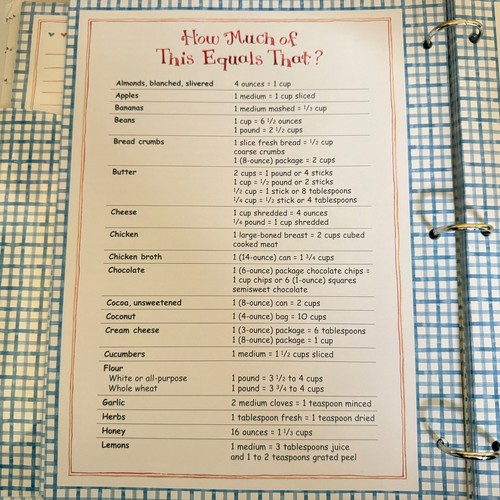 How Much of
This Equals That?
Almonds, blanched, slivered 4 ounces = 1 cup
Apples 1 medium = 1 cup sliced
Bananas 1 medium mashed = 1/3 cup
Beans 1 cup = 6 1/2 ounces
1 pound = 2 1/2 cups
Bread crumbs 1 slice fresh bread = 1/2 cup
coarse crumbs
1 (8-ounce) package = 2 cups
Butter 2 cups = 1 pound or 4 sticks
1 cup = 1/2 pound or 2 sticks
1/2 cup = 1 stick or 8 tablespoons
1/4 cup = 1/2 stick or 4 tablespoons
Cheese 1 cup shredded = 4 ounces
1/4 pound = 1 cup shredded
Chicken 1 large-boned breast = 2 cups cubed
cooked meat
Chicken broth 1 (14-ounce) can = 1 3/4 cups
Chocolate 1 (6-ounce) package chocolate chips =
1 cup chips or 6 (1-ounce) squares
semisweet chocolate
Cocoa, unsweetened 1 (8-ounce) can = 2 cups
Coconut 1 (4-ounce) bag = 10 cups
Cream cheese 1 (3-ounce) package = 6 tablespoons
1 (8-ounce) package = 1 cup
Cucumbers 1 medium = 1 1/2 cups sliced
Flour
White or all-purpose 1 pound = 3 1/2 to 4 cups
Whole wheat 1 pound = 3 3/4 to 4 cups
Garlic 2 medium cloves = 1 teaspoon minced
Herbs 1 tablespoon fresh = 1 teaspoon dried
Honey 16 ounces = 1 1/3 cups
Lemons 1 medium = 3 tablespoons juice
and 1 to 2 teaspoons grated peel